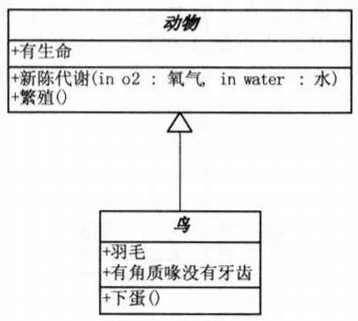 动物
+有生命
+新陈代谢(in o2 : 氧气, in water : 水)
+繁殖()
鸟
+羽毛
+有角质喙没有牙齿
+下蛋()